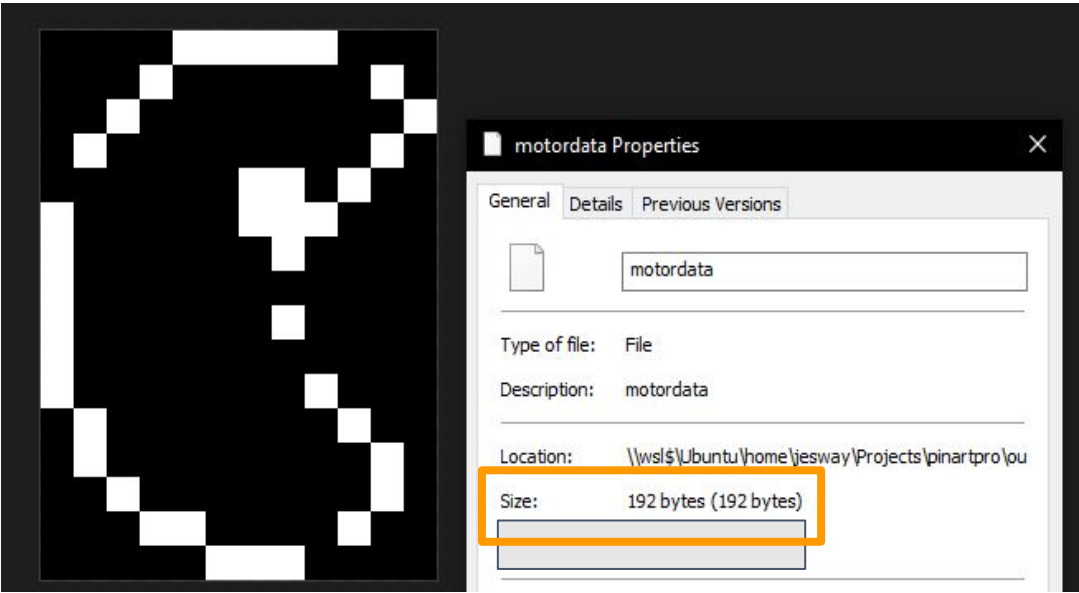 motordata Properties
General Details Previous Versions
motordata
Type of file: File
Description: motordata
Location: \\wsl$\Ubuntu\home\jesway\Projects\pinartpro\ou
Size: 192 bytes (192 bytes)